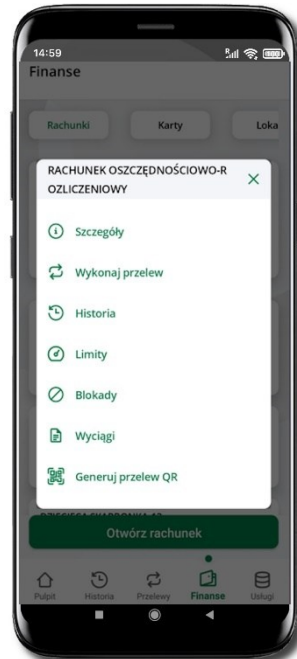 14:59
Finanse
Rachunki Karty Loka
RACHUNEK OSZCZĘDNOŚCIOWO-R
OZLICZENIOWY
Szczegóły
Wykonaj przelew
Historia
Limity
Blokady
Wyciągi
Generuj przelew QR
Otwórz rachunek
Pulpit Historia Przelewy Finanse Usługi